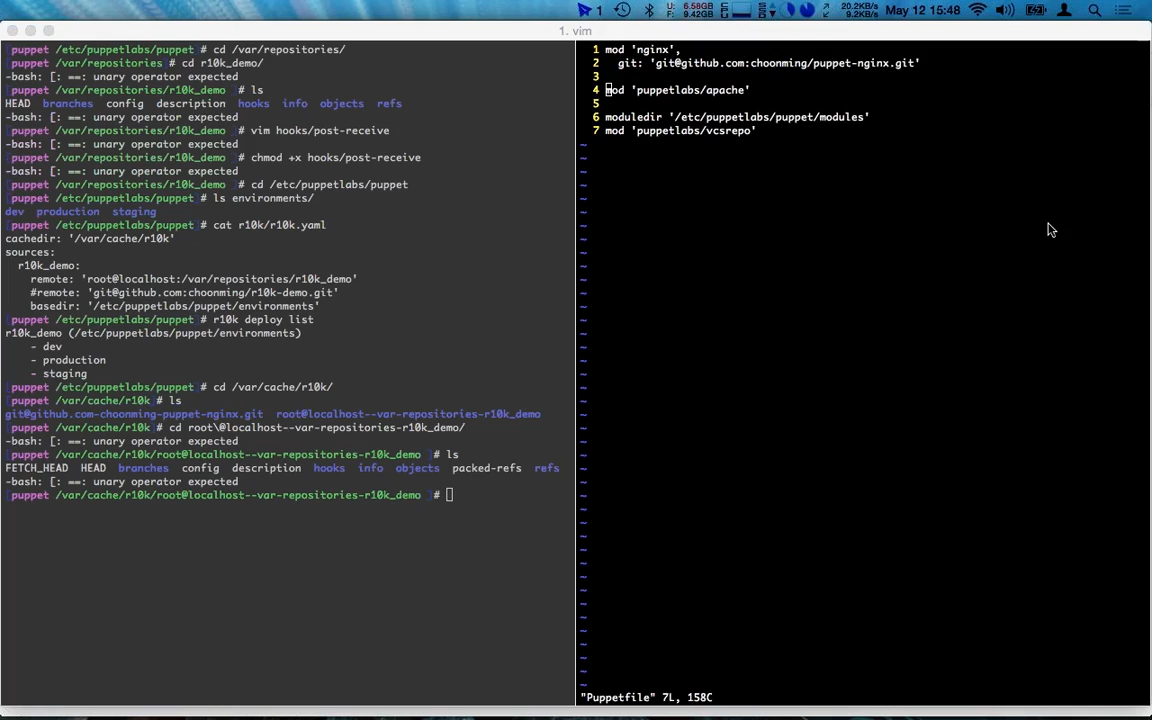 1 U: 6.58GB F: 9.42GB 20.2KB/s 9.2KB/s May 12 15:48
1. vim
[puppet /etc/puppetlabs/puppet ]# cd /var/repositories/
[puppet /var/repositories ]# cd r10k_demo/
-bash: [: ==: unary operator expected
[puppet /var/repositories/r10k_demo ]# ls
HEAD branches config description hooks info objects refs
-bash: [: ==: unary operator expected
[puppet /var/repositories/r10k_demo ]# vim hooks/post-receive
-bash: [: ==: unary operator expected
[puppet /var/repositories/r10k_demo ]# chmod +x hooks/post-receive
-bash: [: ==: unary operator expected
[puppet /var/repositories/r10k_demo ]# cd /etc/puppetlabs/puppet
[puppet /etc/puppetlabs/puppet ]# ls environments/
dev production staging
[puppet /etc/puppetlabs/puppet ]# cat r10k/r10k.yaml
cachedir: '/var/cache/r10k'
sources:
r10k_demo:
remote: 'root@localhost:/var/repositories/r10k_demo'
#remote: 'git@github.com:choonming/r10k-demo.git'
basedir: '/etc/puppetlabs/puppet/environments'
[puppet /etc/puppetlabs/puppet ]# r10k deploy list
r10k_demo (/etc/puppetlabs/puppet/environments)
- dev
- production
- staging
[puppet /etc/puppetlabs/puppet ]# cd /var/cache/r10k/
[puppet /var/cache/r10k ]# ls
git@github.com-choonming-puppet-nginx.git root@localhost--var-repositories-r10k_demo
[puppet /var/cache/r10k ]# cd root\@localhost--var-repositories-r10k_demo/
-bash: [: ==: unary operator expected
[puppet /var/cache/r10k/root@localhost--var-repositories-r10k_demo ]# ls
FETCH_HEAD HEAD branches config description hooks info objects packed-refs refs
-bash: [: ==: unary operator expected
[puppet /var/cache/r10k/root@localhost--var-repositories-r10k_demo ]#
1 mod 'nginx',
2 git: 'git@github.com:choonming/puppet-nginx.git'
3
4 mod 'puppetlabs/apache'
5
6 moduledir '/etc/puppetlabs/puppet/modules'
7 mod 'puppetlabs/vcsrepo'
"Puppetfile" 7L, 158C